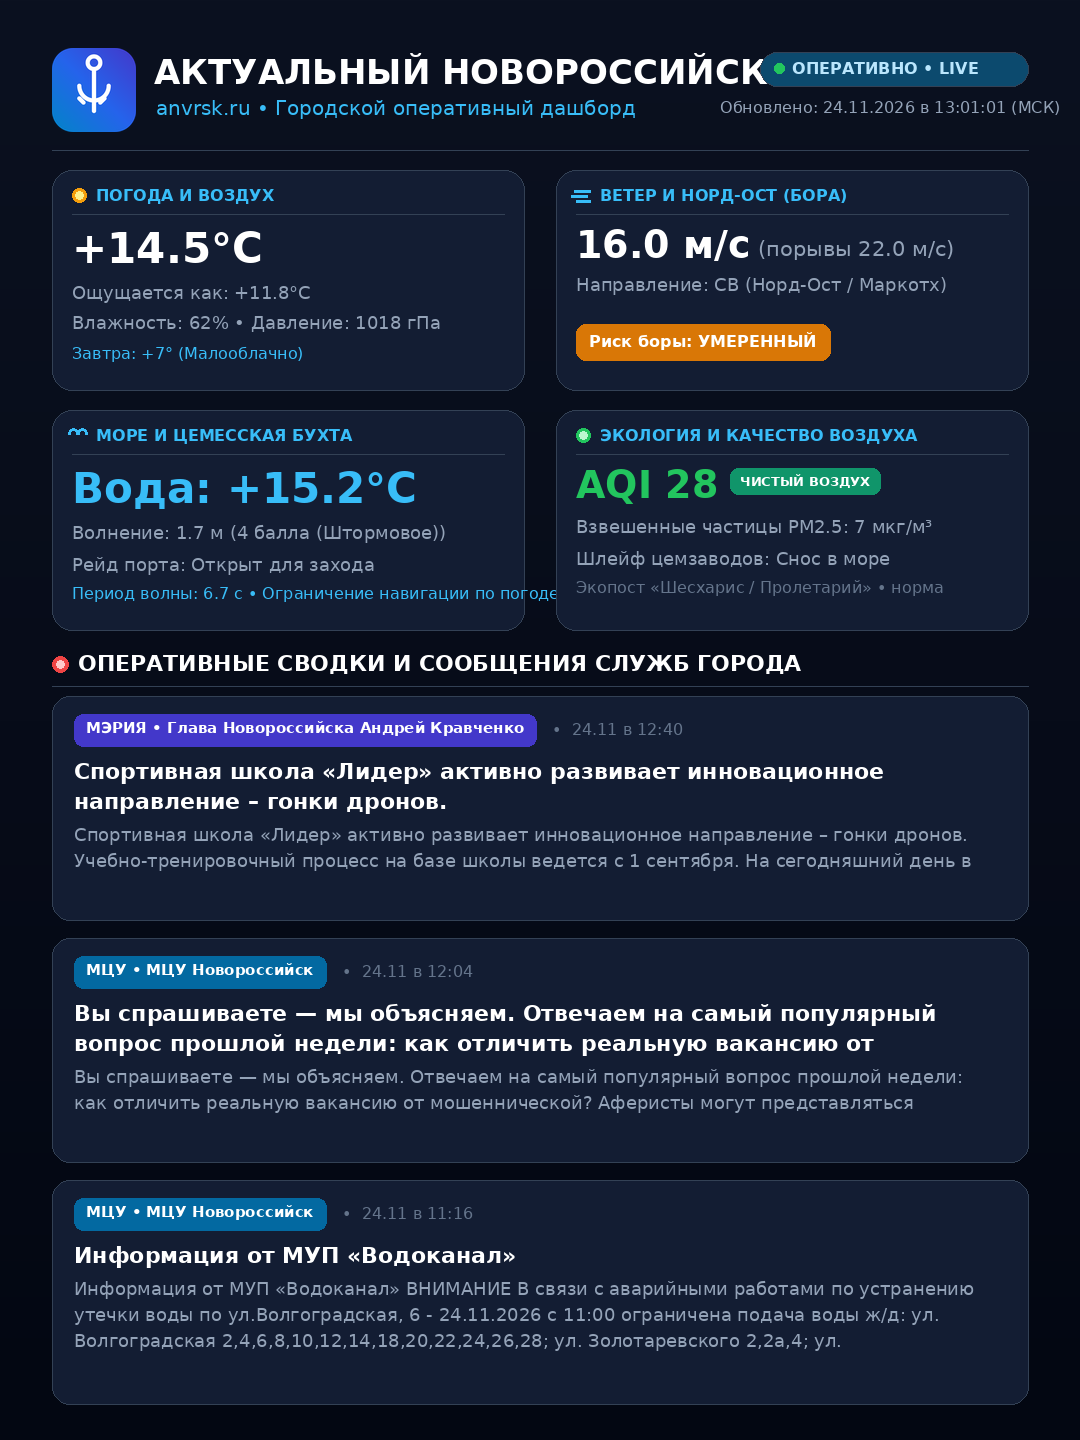 АКТУАЛЬНЫЙ НОВОРОССИЙСК
ОПЕРАТИВНО • LIVE
anvrsk.ru • Городской оперативный дашборд
Обновлено: 24.11.2026 в 13:01:01 (МСК)
ПОГОДА И ВОЗДУХ
+14.5°C
Ощущается как: +11.8°C
Влажность: 62% • Давление: 1018 гПа
Завтра: +7° (Малооблачно)
ВЕТЕР И НОРД-ОСТ (БОРА)
16.0 м/с (порывы 22.0 м/с)
Направление: СВ (Норд-Ост / Маркотх)
Риск боры: УМЕРЕННЫЙ
МОРЕ И ЦЕМЕССКАЯ БУХТА
Вода: +15.2°C
Волнение: 1.7 м (4 балла (Штормовое))
Рейд порта: Открыт для захода
Период волны: 6.7 с • Ограничение навигации по погоде
ЭКОЛОГИЯ И КАЧЕСТВО ВОЗДУХА
AQI 28 ЧИСТЫЙ ВОЗДУХ
Взвешенные частицы PM2.5: 7 мкг/м³
Шлейф цемзаводов: Снос в море
Экопост «Шесхарис / Пролетарий» • норма
ОПЕРАТИВНЫЕ СВОДКИ И СООБЩЕНИЯ СЛУЖБ ГОРОДА
МЭРИЯ • Глава Новороссийска Андрей Кравченко • 24.11 в 12:40
Спортивная школа «Лидер» активно развивает инновационное
направление – гонки дронов.
Спортивная школа «Лидер» активно развивает инновационное направление – гонки дронов.
Учебно-тренировочный процесс на базе школы ведется с 1 сентября. На сегодняшний день в
МЦУ • МЦУ Новороссийск • 24.11 в 12:04
Вы спрашиваете — мы объясняем. Отвечаем на самый популярный
вопрос прошлой недели: как отличить реальную вакансию от
Вы спрашиваете — мы объясняем. Отвечаем на самый популярный вопрос прошлой недели:
как отличить реальную вакансию от мошеннической? Аферисты могут представляться
МЦУ • МЦУ Новороссийск • 24.11 в 11:16
Информация от МУП «Водоканал»
Информация от МУП «Водоканал» ВНИМАНИЕ В связи с аварийными работами по устранению
утечки воды по ул.Волгоградская, 6 - 24.11.2026 с 11:00 ограничена подача воды ж/д: ул.
Волгоградская 2,4,6,8,10,12,14,18,20,22,24,26,28; ул. Золотаревского 2,2а,4; ул.